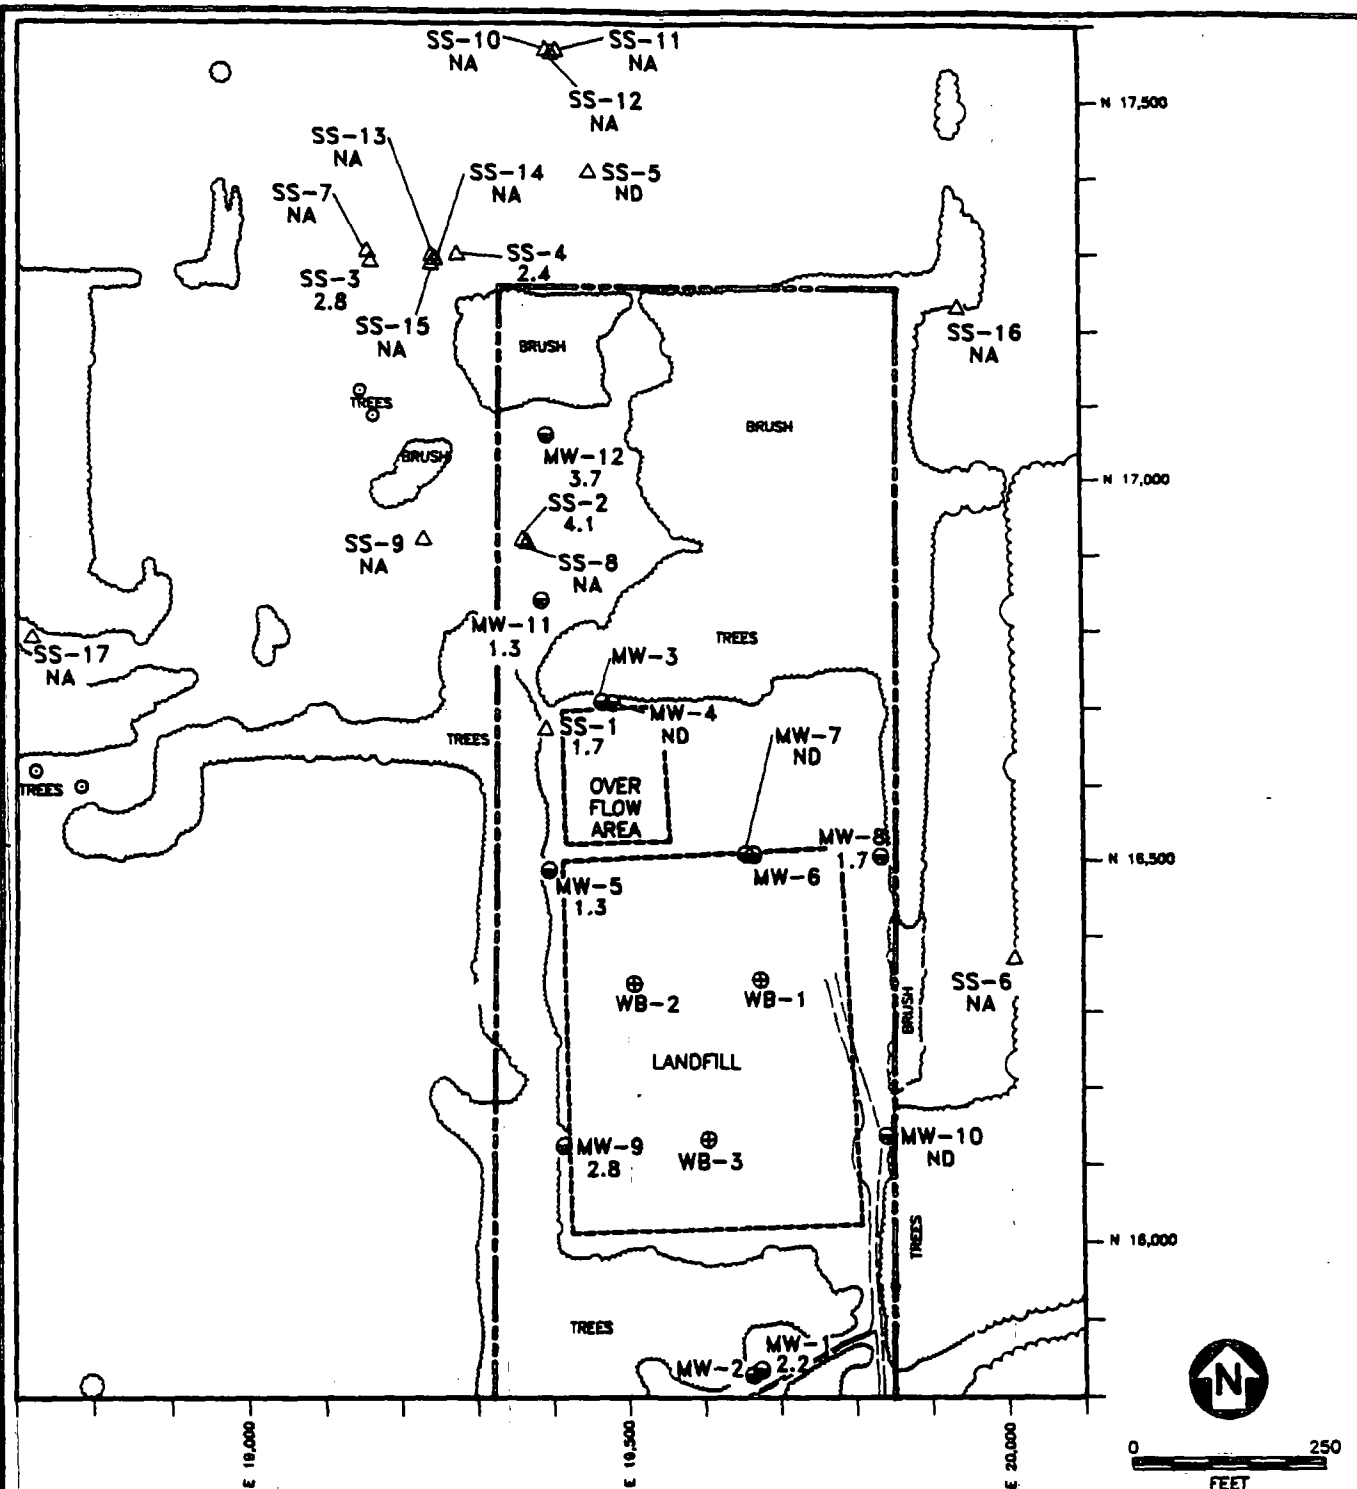 SS-10
NA
SS-11
NA
SS-12
NA
N 17,500
SS-13
NA
SS-14
NA
SS-5
ND
SS-7
NA
SS-4
2.4
SS-3
2.8
SS-15
NA
SS-16
NA
BRUSH
TREES
BRUSH
BRUSH
MW-12
3.7
N 17,000
SS-2
4.1
SS-9
NA
SS-8
NA
MW-11
1.3
TREES
SS-17
NA
MW-3
MW-4
ND
SS-1
1.7
MW-7
ND
TREES
TREES
OVER
FLOW
AREA
MW-8
1.7
N 16,500
MW-6
MW-5
1.3
SS-6
NA
WB-2
WB-1
BRUSH
LANDFILL
MW-10
ND
MW-9
2.8
WB-3
TREES
N 16,000
TREES
MW-1
2.2
MW-2
N
E 19,000
E 19,500
E 20,000
0 250
FEET